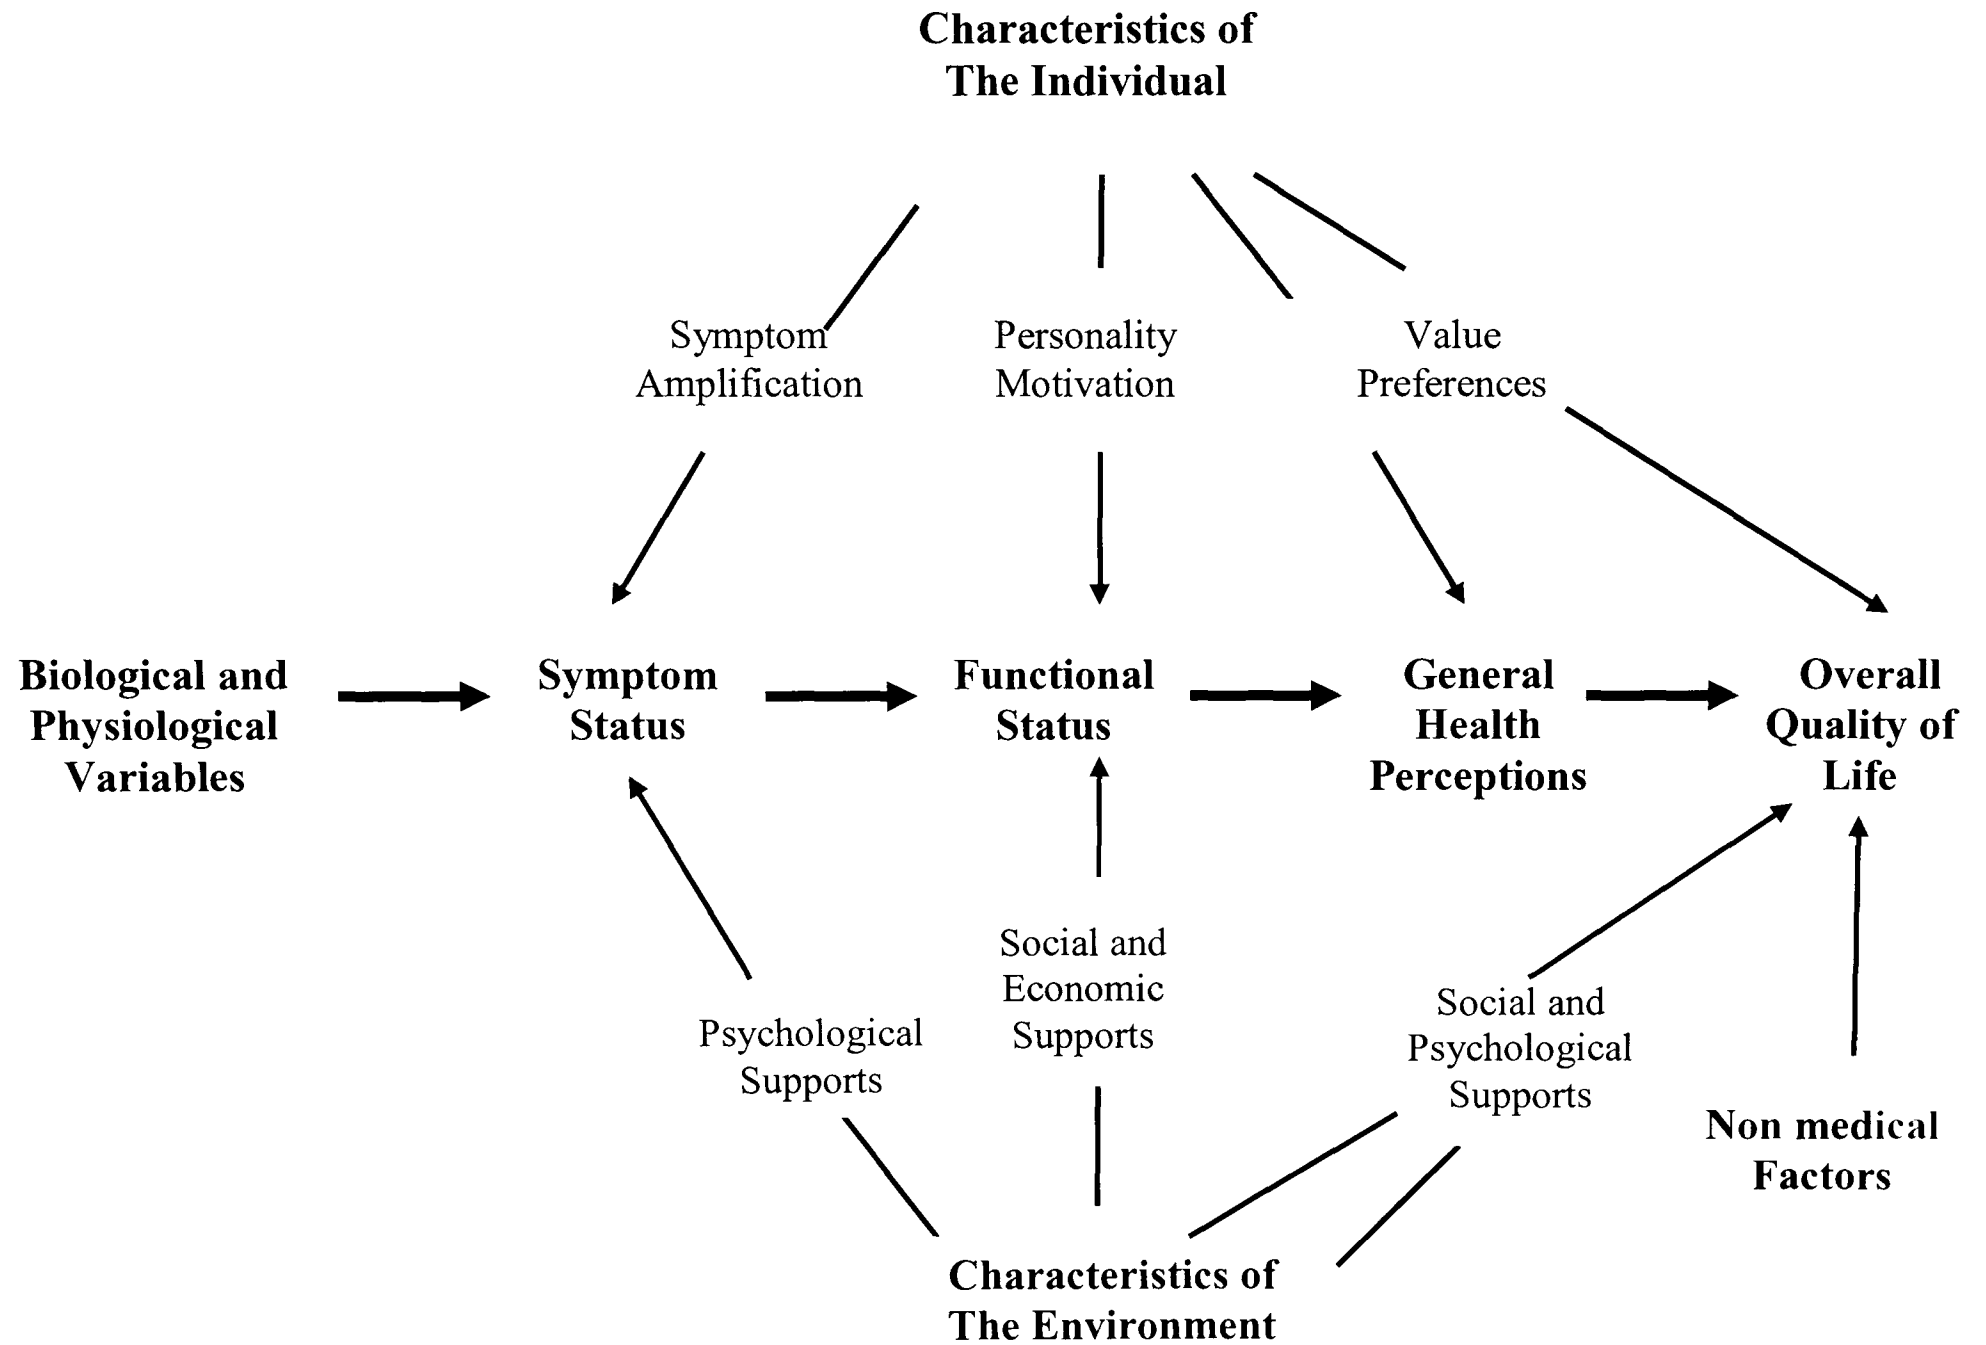 Characteristics of
The Individual
Symptom
Amplification
Personality
Motivation
Value
Preferences
Biological and
Physiological
Variables
Symptom
Status
Functional
Status
General
Health
Perceptions
Overall
Quality of
Life
Psychological
Supports
Social and
Economic
Supports
Social and
Psychological
Supports
Non medical
Factors
Characteristics of
The Environment